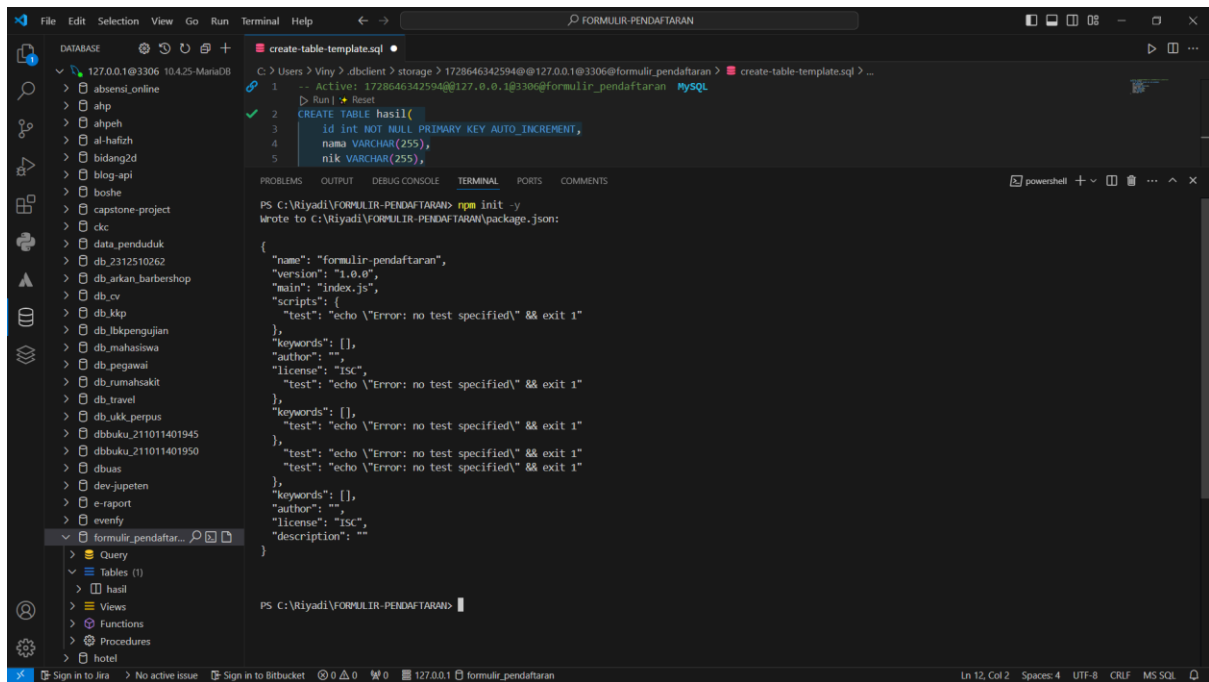 File Edit Selection View Go Run Terminal Help
FORMULIR-PENDAFTARAN
DATABASE
127.0.0.1@3306 10.4.25-MariaDB
absensi_online
ahp
ahpeh
al-hafizh
bidang2d
blog-api
boshe
capstone-project
ckc
data_penduduk
db_2312510262
db_arkan_barbershop
db_cv
db_kkp
db_lbkpengujian
db_mahasiswa
db_pegawai
db_rumahsakit
db_travel
db_ukk_perpus
dbbuku_211011401945
dbbuku_211011401950
dbuas
dev-jupeten
e-raport
evenfy
formulir_pendaftar...
Query
Tables (1)
hasil
Views
Functions
Procedures
hotel
create-table-template.sql
C: > Users > Viny > .dbclient > storage > 1728646342594@@127.0.0.1@3306@formulir_pendaftaran > create-table-template.sql > ...
1 -- Active: 1728646342594@@127.0.0.1@3306@formulir_pendaftaran MySQL
Run | Reset
2 CREATE TABLE hasil(
3 id int NOT NULL PRIMARY KEY AUTO_INCREMENT,
4 nama VARCHAR(255),
5 nik VARCHAR(255),
PROBLEMS OUTPUT DEBUG CONSOLE TERMINAL PORTS COMMENTS
powershell
PS C:\Riyadi\FORMULIR-PENDAFTARAN> npm init -y
Wrote to C:\Riyadi\FORMULIR-PENDAFTARAN\package.json:
{
"name": "formulir-pendaftaran",
"version": "1.0.0",
"main": "index.js",
"scripts": {
"test": "echo \"Error: no test specified\" && exit 1"
},
"keywords": [],
"author": "",
"license": "ISC",
"test": "echo \"Error: no test specified\" && exit 1"
},
"keywords": [],
"test": "echo \"Error: no test specified\" && exit 1"
},
"test": "echo \"Error: no test specified\" && exit 1"
"test": "echo \"Error: no test specified\" && exit 1"
},
"keywords": [],
"author": "",
"license": "ISC",
"description": ""
}
PS C:\Riyadi\FORMULIR-PENDAFTARAN>
Sign in to Jira No active issue Sign in to Bitbucket 0 0 0 127.0.0.1 formulir_pendaftaran Ln 12, Col 2 Spaces: 4 UTF-8 CRLF MS SQL